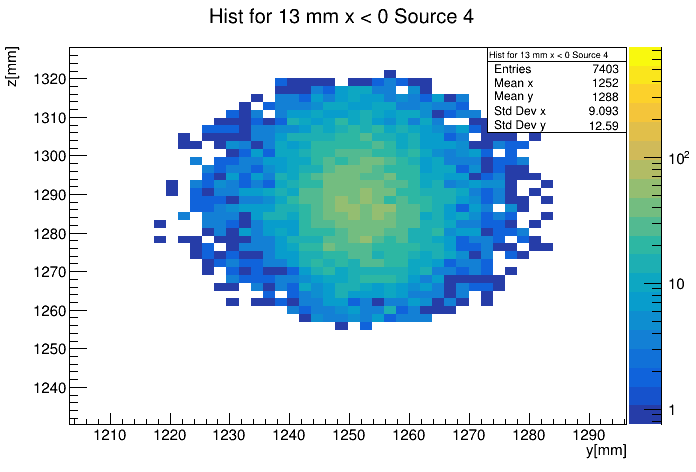 Hist for 13 mm x < 0 Source 4
z[mm]
Hist for 13 mm x < 0 Source 4
Entries 7403
Mean x 1252
Mean y 1288
Std Dev x 9.093
Std Dev y 12.59
1320
1310
1300
1290
1280
1270
1260
1250
1240
10²
10
1
1210 1220 1230 1240 1250 1260 1270 1280 1290
y[mm]